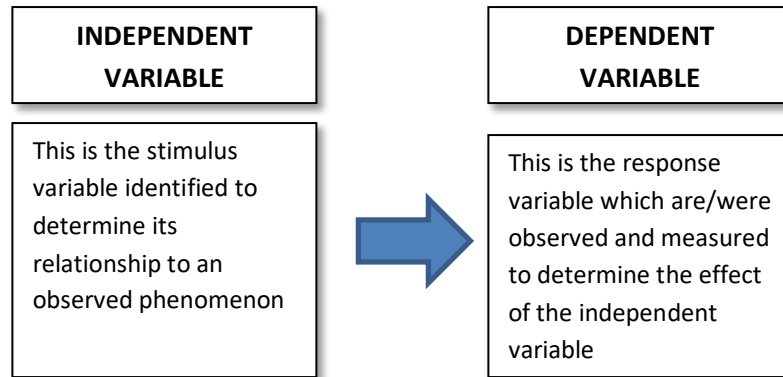 INDEPENDENT
VARIABLE
This is the stimulus
variable identified to
determine its
relationship to an
observed phenomenon
DEPENDENT
VARIABLE
This is the response
variable which are/were
observed and measured
to determine the effect
of the independent
variable